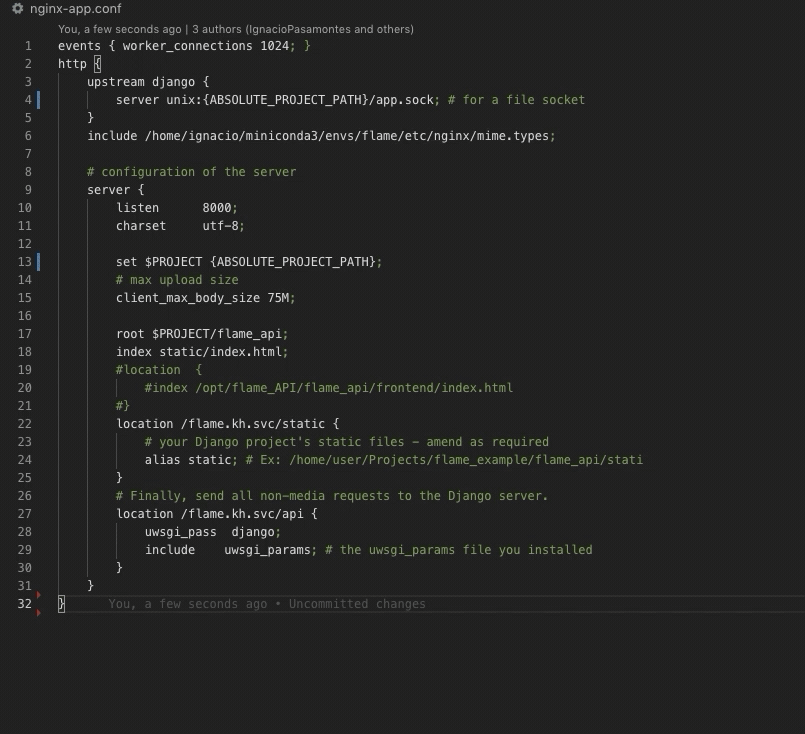 nginx-app.conf
You, a few seconds ago | 3 authors (IgnacioPasamontes and others)
1 events { worker_connections 1024; }
2 http {
3 upstream django {
4 server unix:{ABSOLUTE_PROJECT_PATH}/app.sock; # for a file socket
5 }
6 include /home/ignacio/miniconda3/envs/flame/etc/nginx/mime.types;
7
8 # configuration of the server
9 server {
10 listen 8000;
11 charset utf-8;
12
13 set $PROJECT {ABSOLUTE_PROJECT_PATH};
14 # max upload size
15 client_max_body_size 75M;
16
17 root $PROJECT/flame_api;
18 index static/index.html;
19 #location {
20 #index /opt/flame_API/flame_api/frontend/index.html
21 #}
22 location /flame.kh.svc/static {
23 # your Django project's static files - amend as required
24 alias static; # Ex: /home/user/Projects/flame_example/flame_api/stati
25 }
26 # Finally, send all non-media requests to the Django server.
27 location /flame.kh.svc/api {
28 uwsgi_pass django;
29 include uwsgi_params; # the uwsgi_params file you installed
30 }
31 }
32 } You, a few seconds ago • Uncommitted changes